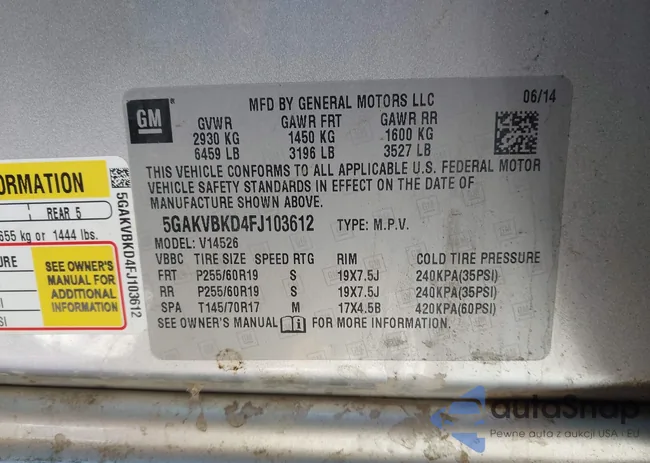 GM
MFD BY GENERAL MOTORS LLC 06/14
GVWR GAWR FRT GAWR RR
2930 KG 1450 KG 1600 KG
6459 LB 3196 LB 3527 LB
THIS VEHICLE CONFORMS TO ALL APPLICABLE U.S. FEDERAL MOTOR
VEHICLE SAFETY STANDARDS IN EFFECT ON THE DATE OF
MANUFACTURE SHOWN ABOVE.
5GAKVBKD4FJ103612 TYPE: M.P.V.
MODEL: V14526
VBBC TIRE SIZE SPEED RTG RIM COLD TIRE PRESSURE
FRT P255/60R19 S 19X7.5J 240KPA(35PSI)
RR P255/60R19 S 19X7.5J 240KPA(35PSI)
SPA T145/70R17 M 17X4.5B 420KPA(60PSI)
SEE OWNER'S MANUAL FOR MORE INFORMATION.
ORMATION
REAR 5
655 kg or 1444 lbs.
URE
SEE OWNER'S
MANUAL FOR
ADDITIONAL
INFORMATION
5GAKVBKD4FJ103612
autoSnap
Pewne auta z aukcji USA i EU